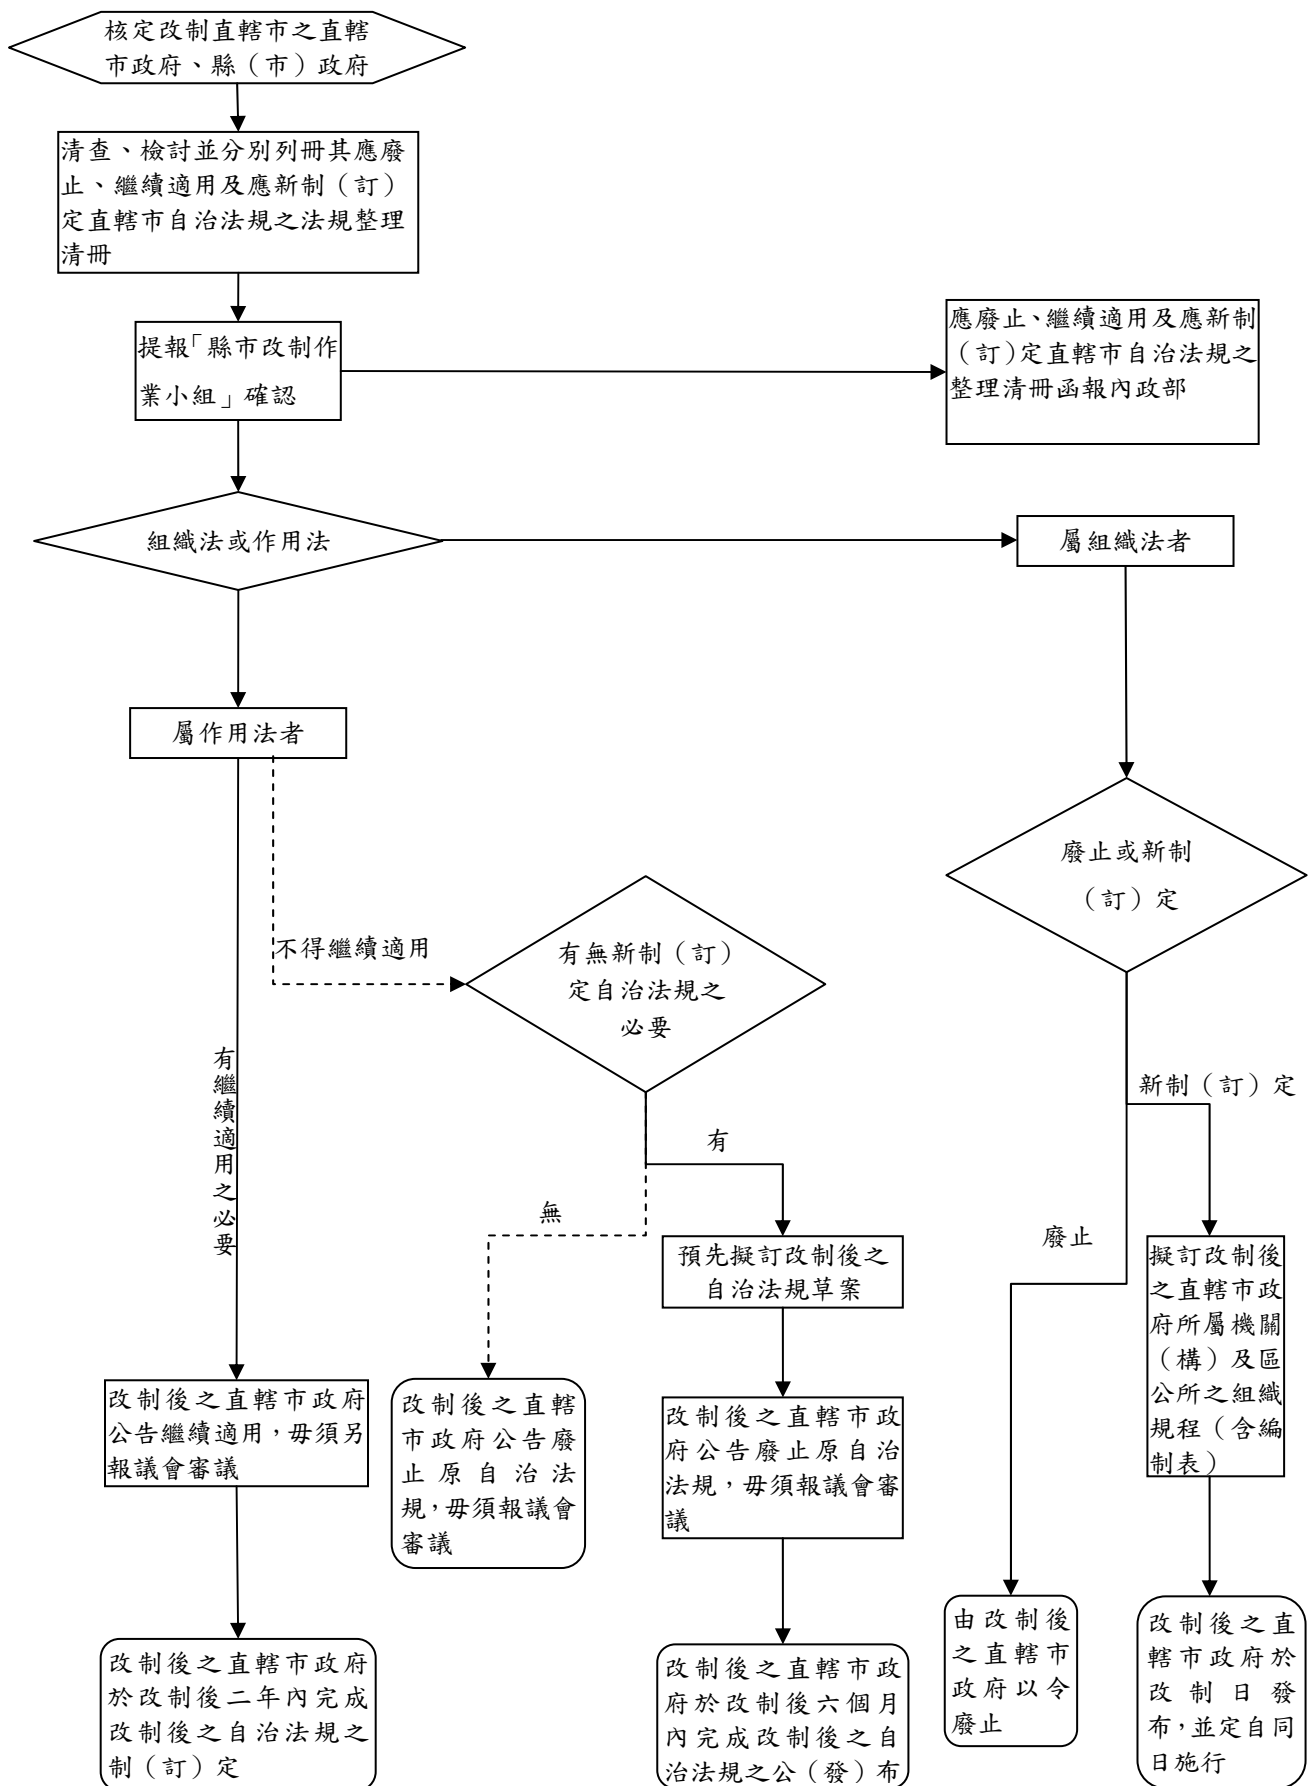 核定改制直轄市之直轄
市政府、縣（市）政府
清查、檢討並分別列冊其應廢
止、繼續適用及應新制（訂）
定直轄市自治法規之法規整理
清冊
提報「縣市改制作
業小組」確認
應廢止、繼續適用及應新制
（訂）定直轄市自治法規之
整理清冊函報內政部
組織法或作用法
屬組織法者
屬作用法者
廢止或新制
（訂）定
不得繼續適用
有無新制（訂）
定自治法規之
必要
有繼續適用之必要
新制（訂）定
有
無
廢止
預先擬訂改制後之
自治法規草案
擬訂改制後
之直轄市政
府所屬機關
（構）及區
公所之組織
規程（含編
制表）
改制後之直轄市政府
公告繼續適用，毋須另
報議會審議
改制後之直轄
市政府公告廢
止原自治法
規，毋須報議會
審議
改制後之直轄市政
府公告廢止原自治
法規，毋須報議會審
議
改制後之直轄市政府
於改制後二年內完成
改制後之自治法規之
制（訂）定
改制後之直轄市政
府於改制後六個月
內完成改制後之自
治法規之公（發）布
由改制後
之直轄市
政府以令
廢止
改制後之直
轄市政府於
改制日發
布，並定自同
日施行